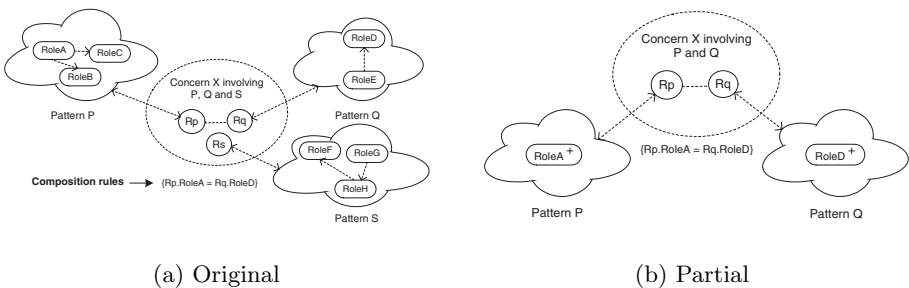 RoleA
RoleC
RoleB
Pattern P
Concern X involving
P, Q and S
Rp
Rq
Rs
RoleD
RoleE
Pattern Q
RoleF
RoleG
RoleH
Pattern S
Composition rules
{Rp.RoleA = Rq.RoleD}
(a) Original
Concern X involving
P and Q
Rp
Rq
{Rp.RoleA = Rq.RoleD}
RoleA +
Pattern P
RoleD +
Pattern Q
(b) Partial